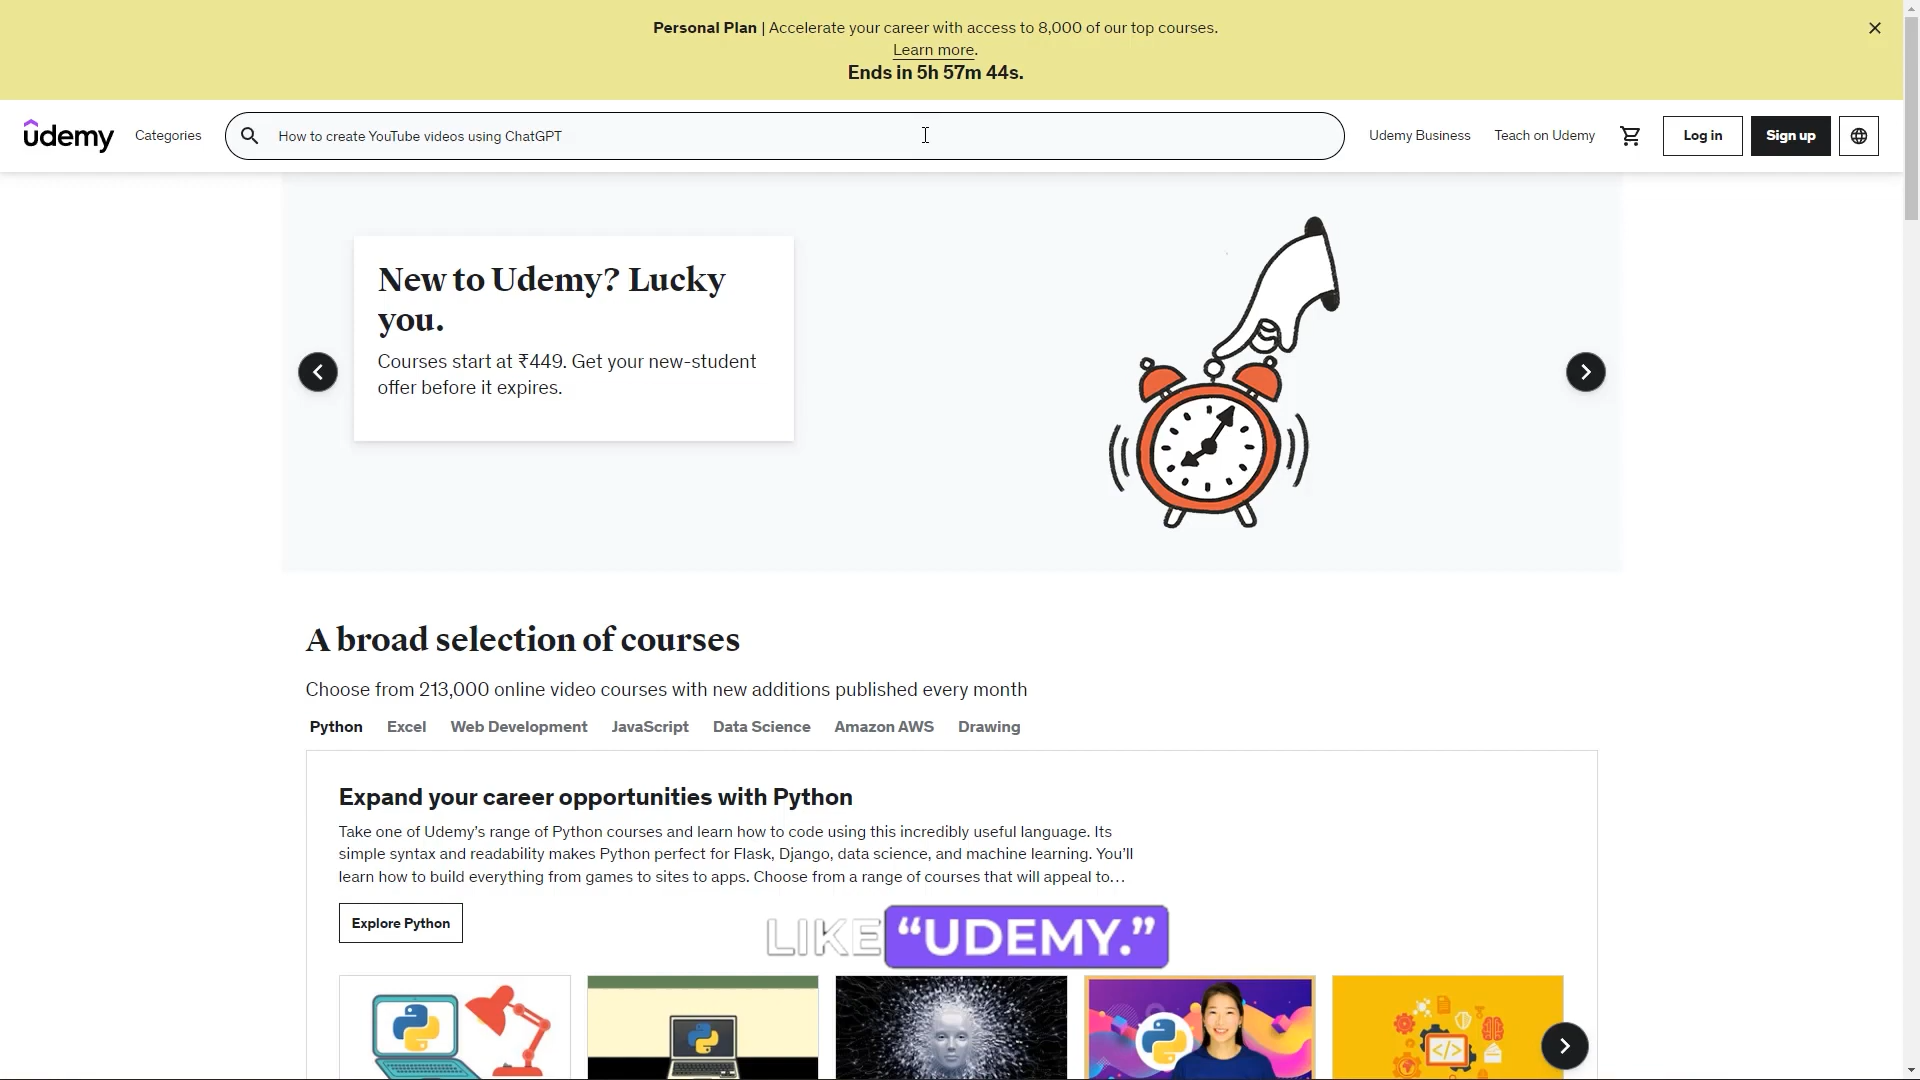 Personal Plan | Accelerate your career with access to 8,000 of our top courses.
Learn more.
Ends in 5h 57m 44s.
ûdemy
Categories
How to create YouTube videos using ChatGPT
Udemy Business
Teach on Udemy
Log in
Sign up
New to Udemy? Lucky
you.
Courses start at ₹449. Get your new-student
offer before it expires.
A broad selection of courses
Choose from 213,000 online video courses with new additions published every month
Python
Excel
Web Development
JavaScript
Data Science
Amazon AWS
Drawing
Expand your career opportunities with Python
Take one of Udemy's range of Python courses and learn how to code using this incredibly useful language. Its
simple syntax and readability makes Python perfect for Flask, Django, data science, and machine learning. You'll
learn how to build everything from games to sites to apps. Choose from a range of courses that will appeal to...
Explore Python
LIKE “UDEMY.”